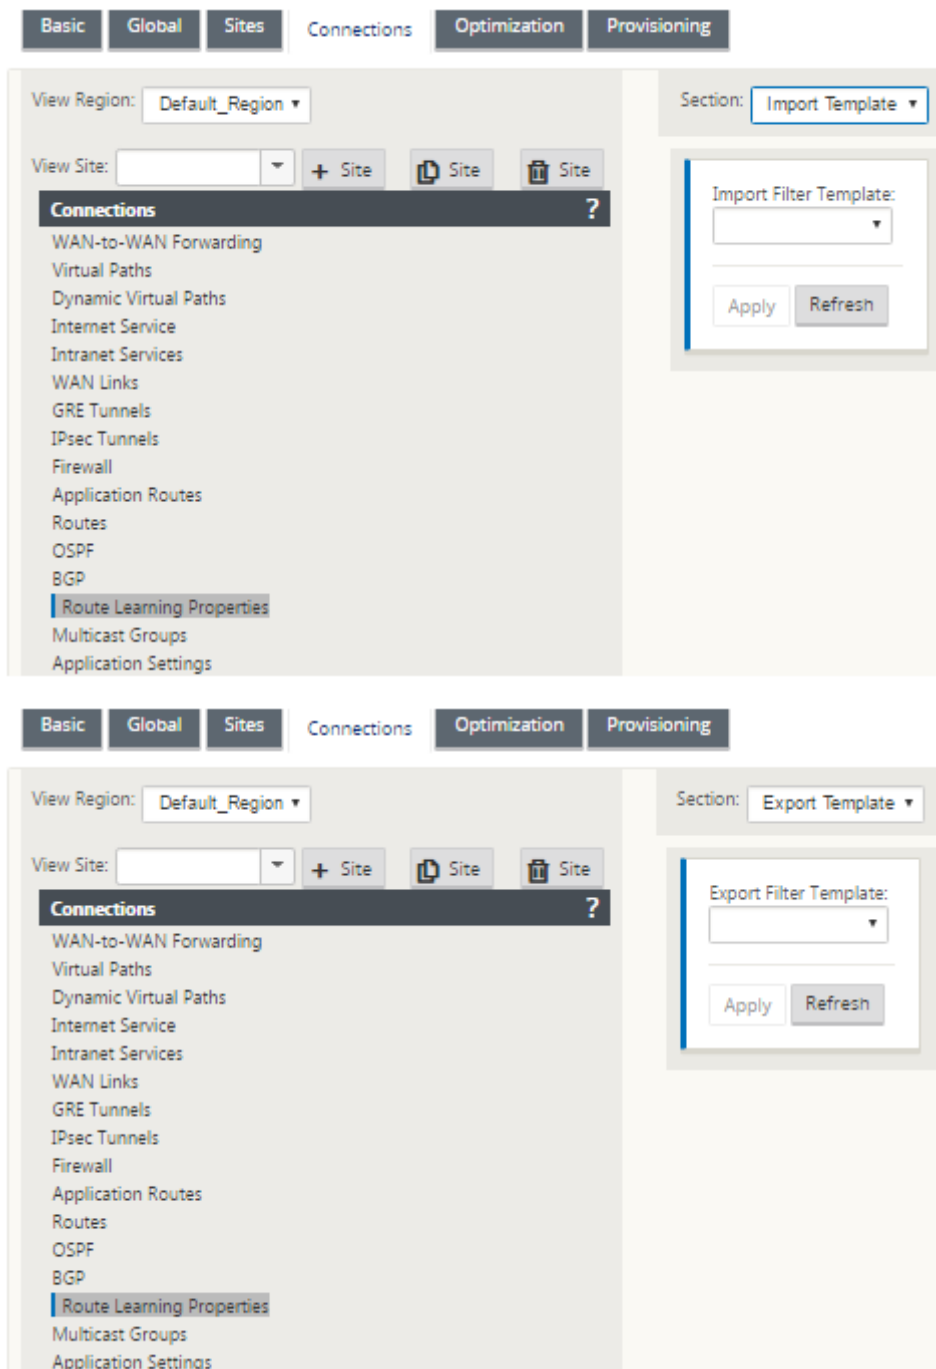 Basic Global Sites Connections Optimization Provisioning
View Region: Default_Region Section: Import Template
View Site: + Site Site Site
Connections ?
Import Filter Template:
WAN-to-WAN Forwarding
Virtual Paths
Dynamic Virtual Paths
Apply Refresh
Internet Service
Intranet Services
WAN Links
GRE Tunnels
IPsec Tunnels
Firewall
Application Routes
Routes
OSPF
BGP
Route Learning Properties
Multicast Groups
Application Settings
Basic Global Sites Connections Optimization Provisioning
View Region: Default_Region Section: Export Template
View Site: + Site Site Site
Connections ?
Export Filter Template:
WAN-to-WAN Forwarding
Virtual Paths
Dynamic Virtual Paths
Apply Refresh
Internet Service
Intranet Services
WAN Links
GRE Tunnels
IPsec Tunnels
Firewall
Application Routes
Routes
OSPF
BGP
Route Learning Properties
Multicast Groups
Application Settings